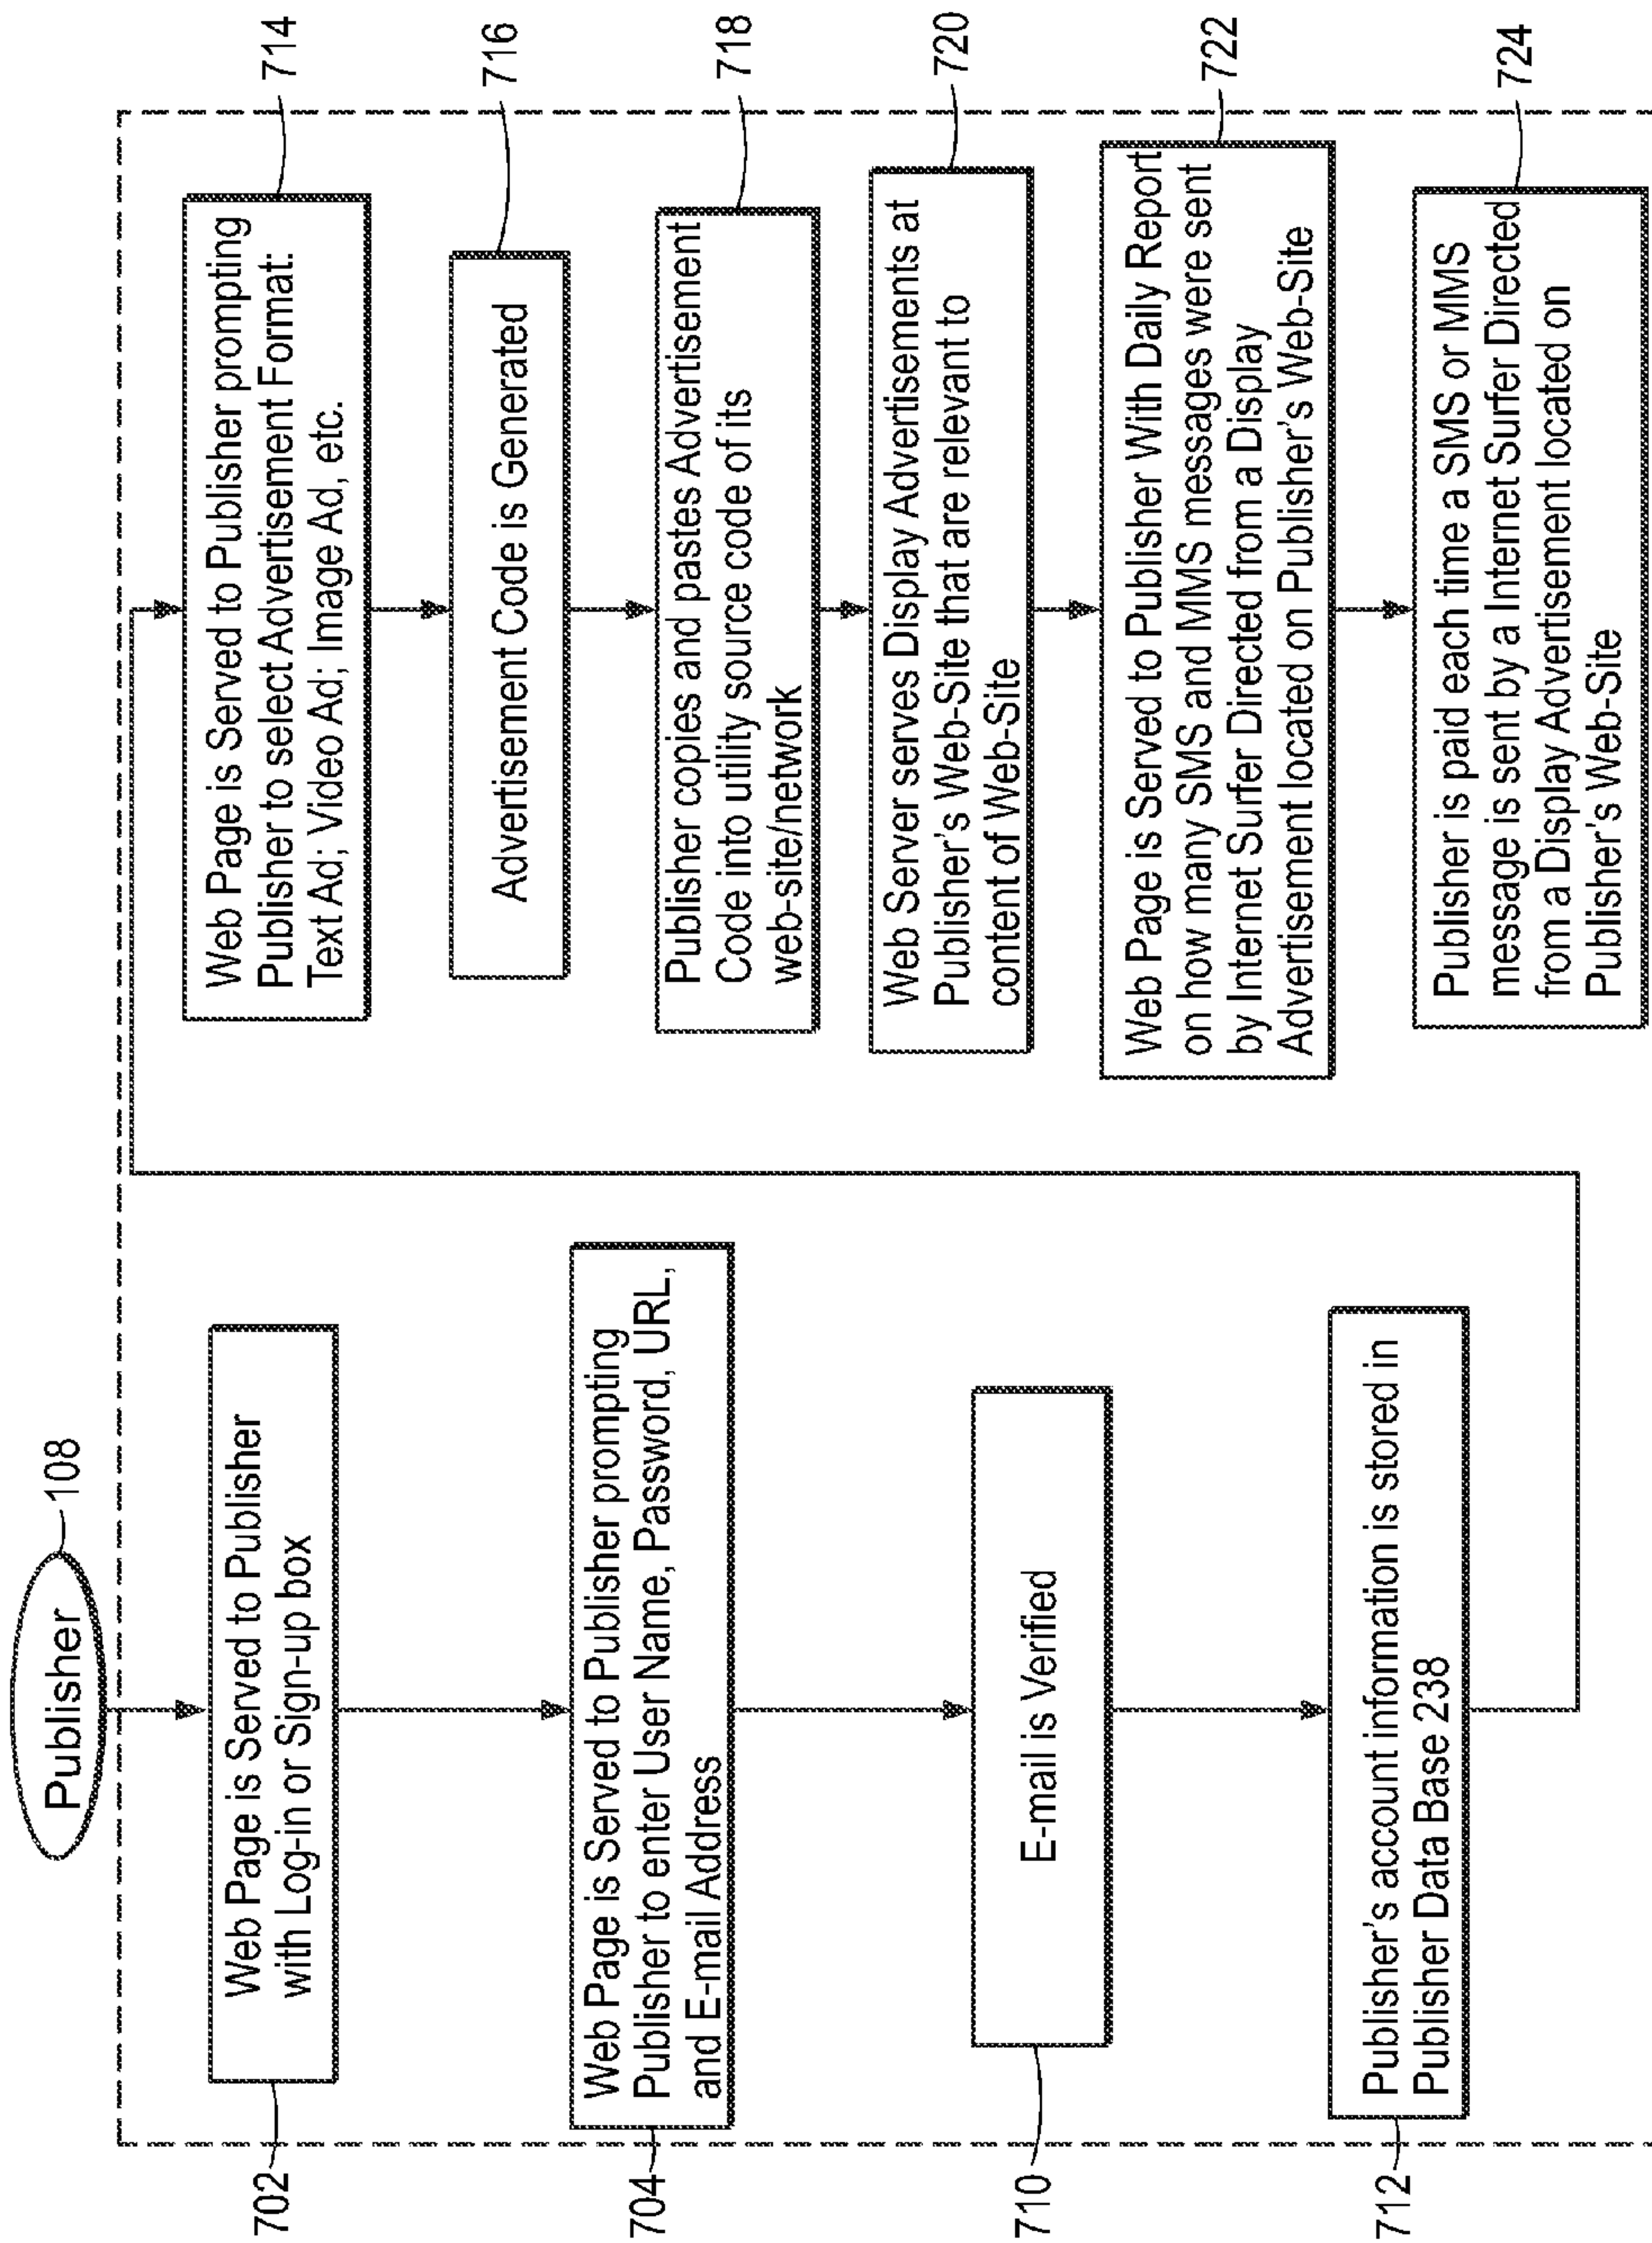 Publisher
108
Web Page is Served to Publisher
with Log-in or Sign-up box
702
Web Page is Served to Publisher prompting
Publisher to enter User Name, Password, URL,
and E-mail Address
704
E-mail is Verified
710
Publisher's account information is stored in
Publisher Data Base 238
712
Web Page is Served to Publisher prompting
Publisher to select Advertisement Format:
Text Ad; Video Ad; Image Ad, etc.
714
Advertisement Code is Generated
716
Publisher copies and pastes Advertisement
Code into utility source code of its
web-site/network
718
Web Server serves Display Advertisements at
Publisher's Web-Site that are relevant to
content of Web-Site
720
Web Page is Served to Publisher With Daily Report
on how many SMS and MMS messages were sent
by Internet Surfer Directed from a Display
Advertisement located on Publisher's Web-Site
722
Publisher is paid each time a SMS or MMS
message is sent by a Internet Surfer Directed
from a Display Advertisement located on
Publisher's Web-Site
724